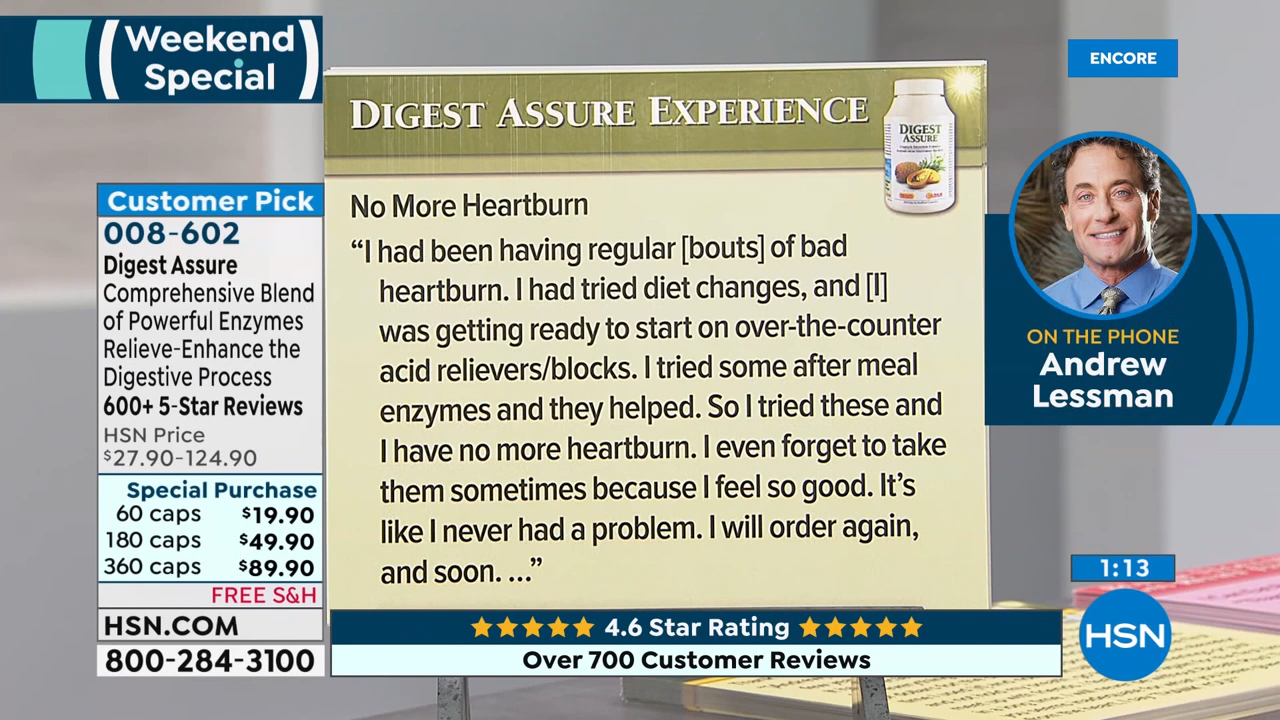 (Weekend Special)
ENCORE
DIGEST ASSURE EXPERIENCE
DIGEST
ASSURE
No More Heartburn
“I had been having regular [bouts] of bad
heartburn. I had tried diet changes, and [I]
was getting ready to start on over-the-counter
acid relievers/blocks. I tried some after meal
enzymes and they helped. So I tried these and
I have no more heartburn. I even forget to take
them sometimes because I feel so good. It’s
like I never had a problem. I will order again,
and soon. …”
Customer Pick
008-602
Digest Assure
Comprehensive Blend
of Powerful Enzymes
Relieve-Enhance the
Digestive Process
600+ 5-Star Reviews
HSN Price
$27.90-124.90
Special Purchase
60 caps $19.90
180 caps $49.90
360 caps $89.90
FREE S&H
HSN.COM
800-284-3100
ON THE PHONE
Andrew
Lessman
1:13
HSN
4.6 Star Rating
Over 700 Customer Reviews